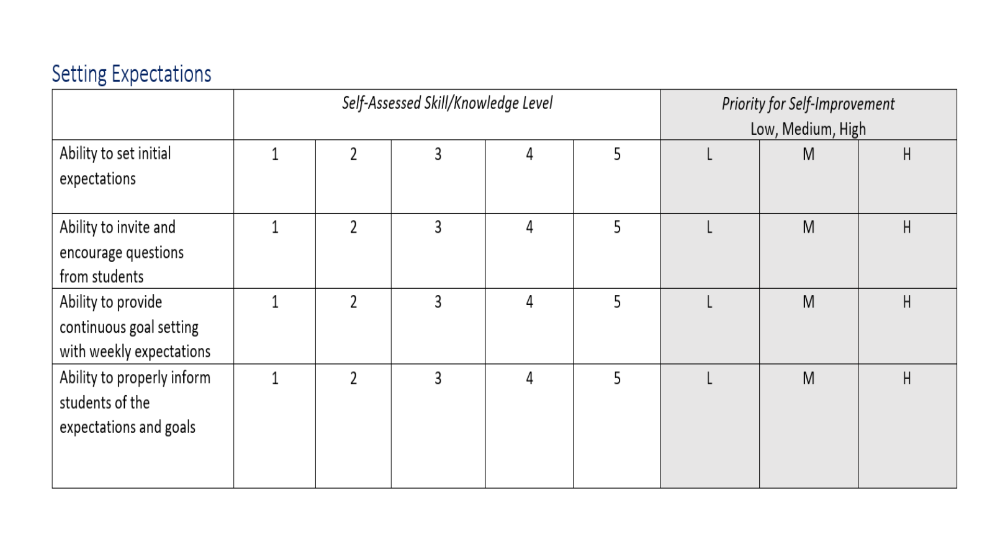 Setting Expectations
Self-Assessed Skill/Knowledge Level
Priority for Self-Improvement
Low, Medium, High
Ability to set initial
expectations
1 2 3 4 5 L M H
Ability to invite and
encourage questions
from students
1 2 3 4 5 L M H
Ability to provide
continuous goal setting
with weekly expectations
1 2 3 4 5 L M H
Ability to properly inform
students of the
expectations and goals
1 2 3 4 5 L M H